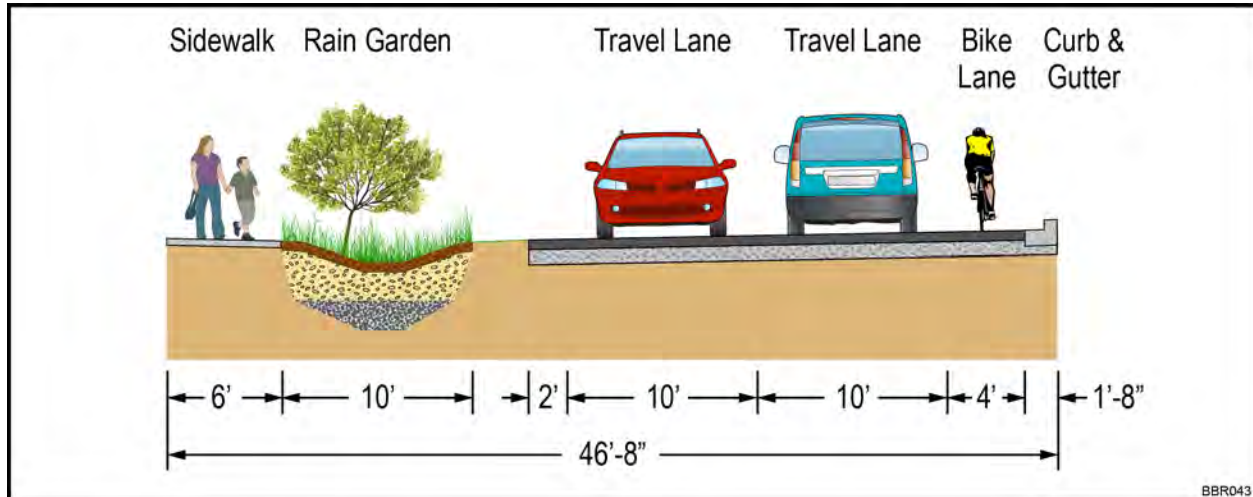 Sidewalk Rain Garden Travel Lane Travel Lane Bike Curb &
Lane Gutter
6’ 10’ 2’ 10’ 10’ 4’ 1’-8”
46’-8”
BBR043